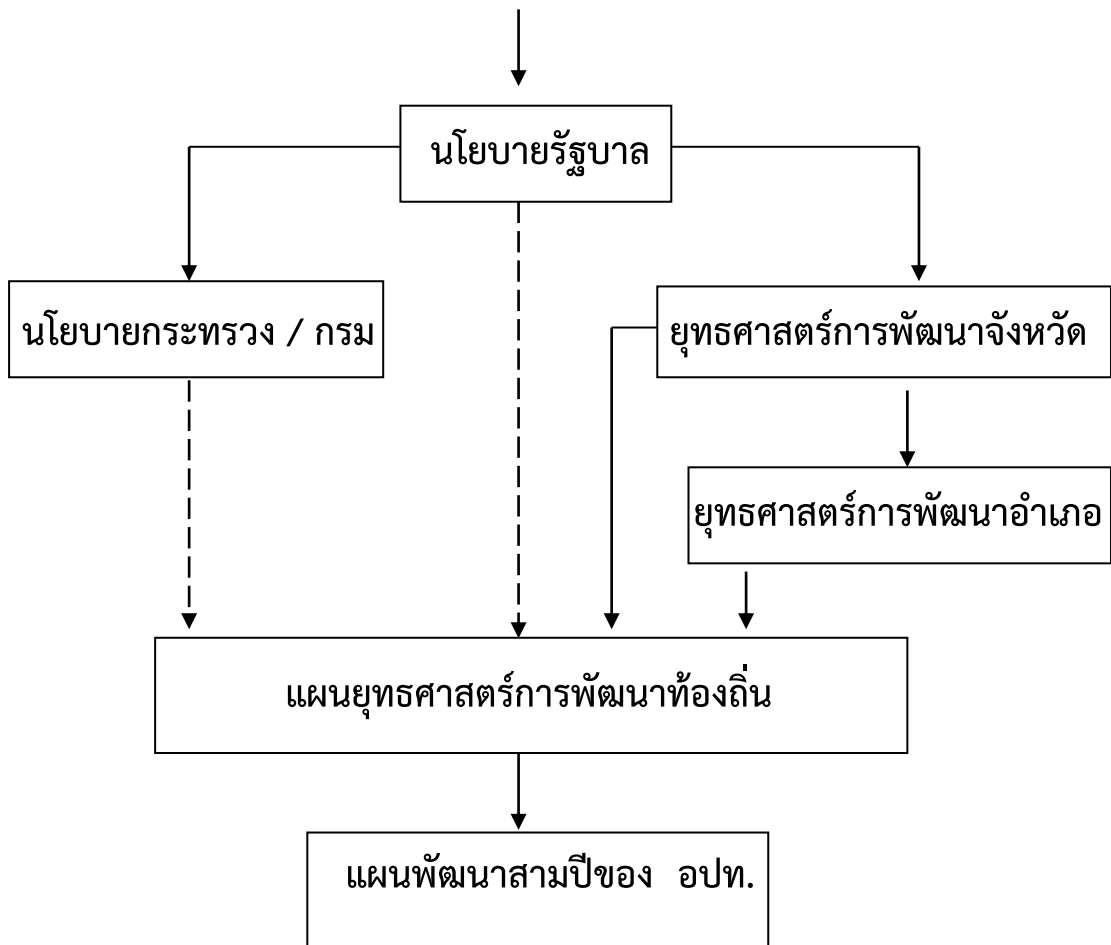 นโยบายรัฐบาล
นโยบายกระทรวง / กรม
ยุทธศาสตร์การพัฒนาจังหวัด
ยุทธศาสตร์การพัฒนาอำเภอ
แผนยุทธศาสตร์การพัฒนาท้องถิ่น
แผนพัฒนาสามปีของ อปท.